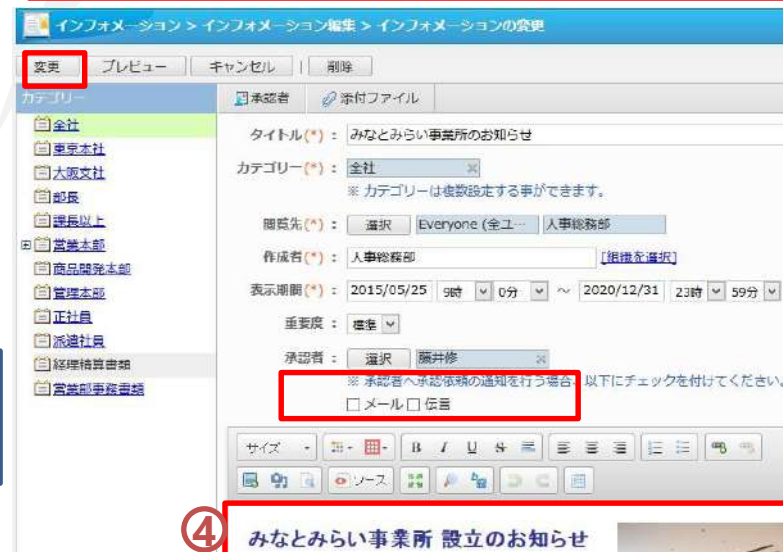 インフォメーション > インフォメーション編集 > インフォメーションの変更
変更 プレビュー キャンセル | 削除
カテゴリー
全社
東京本社
大阪支社
部長
課長以上
営業本部
商品開発本部
管理本部
正社員
派遣社員
経理精算書類
営業部事務書類
承認者 添付ファイル
タイトル(*) : みなとみらい事業所のお知らせ
カテゴリー(*) : 全社
※ カテゴリーは複数設定する事ができます。
閲覧先(*) : 選択 Everyone (全ユ… 人事総務部
作成者(*) : 人事総務部 [組織を選択]
表示期間(*) : 2015/05/25 9時 0分 ~ 2020/12/31 23時 59分
重要度 : 標準
承認者 : 選択 藤井修
※ 承認者へ承認依頼の通知を行う場合、以下にチェックを付けてください。
メール 伝言
サイズ B I U S
ソース
④ みなとみらい事業所 設立のお知らせ